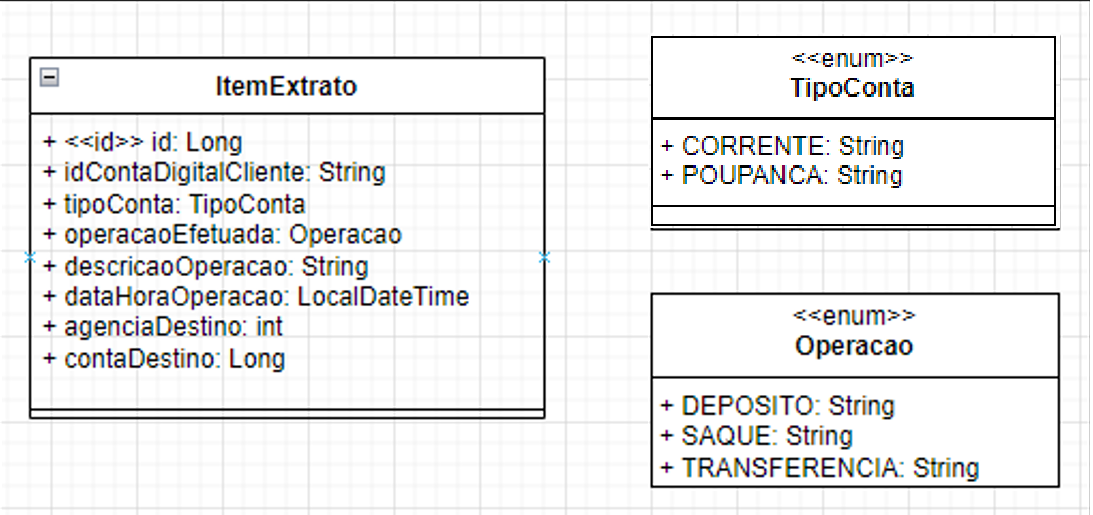 ItemExtrato
+ <<id>> id: Long
+ idContaDigitalCliente: String
+ tipoConta: TipoConta
+ operacaoEfetuada: Operacao
+ descricaoOperacao: String
+ dataHoraOperacao: LocalDateTime
+ agenciaDestino: int
+ contaDestino: Long
<<enum>>
TipoConta
+ CORRENTE: String
+ POUPANCA: String
<<enum>>
Operacao
+ DEPOSITO: String
+ SAQUE: String
+ TRANSFERENCIA: String